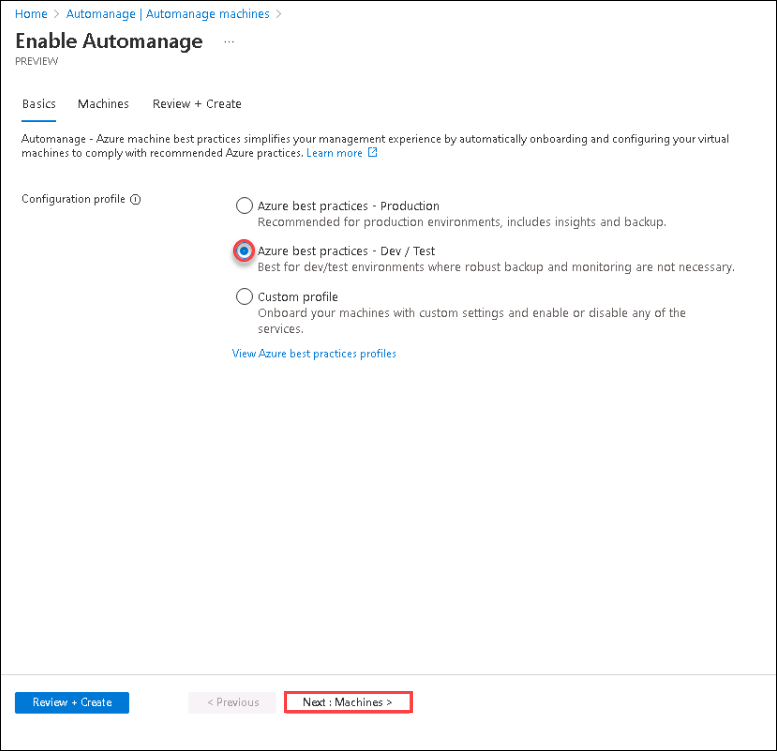 Home > Automanage | Automanage machines >
Enable Automanage ...
PREVIEW
Basics Machines Review + Create
Automanage - Azure machine best practices simplifies your management experience by automatically onboarding and configuring your virtual
machines to comply with recommended Azure practices. Learn more
Configuration profile
Azure best practices - Production
Recommended for production environments, includes insights and backup.
Azure best practices - Dev / Test
Best for dev/test environments where robust backup and monitoring are not necessary.
Custom profile
Onboard your machines with custom settings and enable or disable any of the
services.
View Azure best practices profiles
Review + Create < Previous Next : Machines >